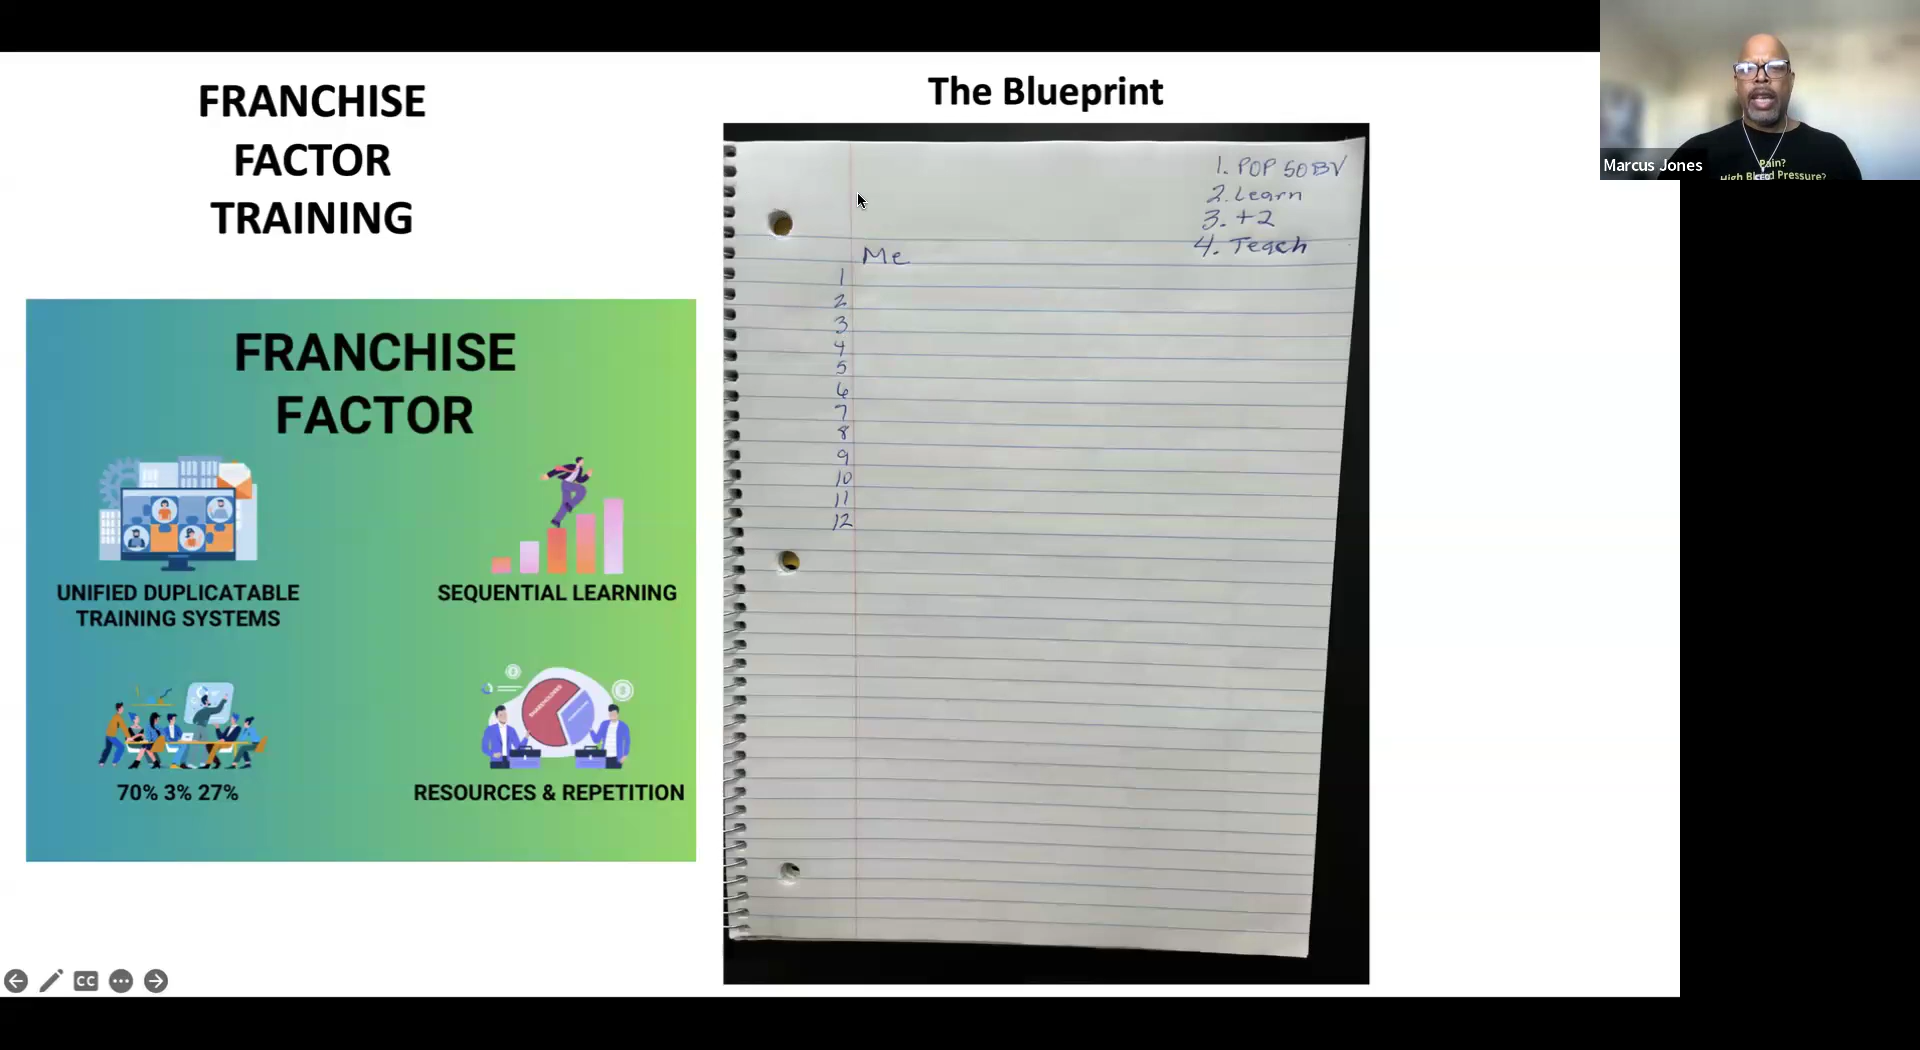 FRANCHISE
FACTOR
TRAINING
FRANCHISE
FACTOR
UNIFIED DUPLICATABLE
TRAINING SYSTEMS
SEQUENTIAL LEARNING
70% 3% 27%
RESOURCES & REPETITION
The Blueprint
1. POP 50BV
2. Learn
3. +2
4. Teach
Me
1
2
3
4
5
6
7
8
9
10
11
12
Marcus Jones
Pain?
High Blood Pressure?
CC